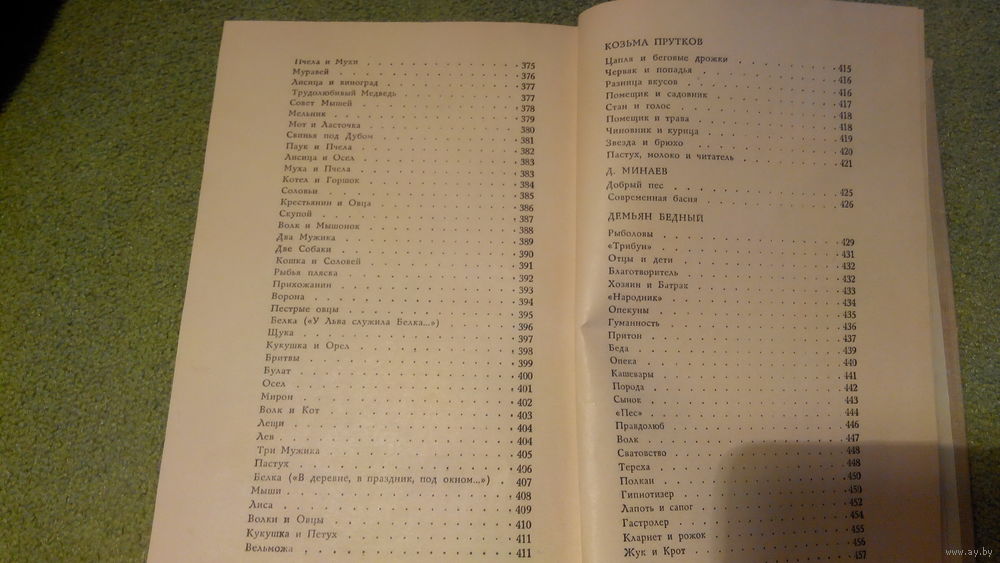 Пчела и Мухи . . . 375
Муравей . . . 376
Лисица и виноград . . . 377
Трудолюбивый Медведь . . . 377
Совет Мышей . . . 378
Мельник . . . 379
Мот и Ласточка . . . 380
Свинья под Дубом . . . 381
Паук и Пчела . . . 382
Лисица и Осел . . . 383
Муха и Пчела . . . 383
Котел и Горшок . . . 384
Соловьи . . . 385
Крестьянин и Овца . . . 386
Скупой . . . 387
Волк и Мышонок . . . 388
Два Мужика . . . 389
Две Собаки . . . 390
Кошка и Соловей . . . 391
Рыбья пляска . . . 392
Прихожанин . . . 393
Ворона . . . 394
Пестрые овцы . . . 395
Белка («У Льва служила Белка...») . . . 396
Щука . . . 397
Кукушка и Орел . . . 398
Бритвы . . . 399
Булат . . . 400
Осел . . . 401
Мирон . . . 402
Волк и Кот . . . 403
Лещи . . . 404
Лев . . . 404
Три Мужика . . . 405
Пастух . . . 406
Белка («В деревне, в праздник, под окном...») 407
Мыши . . . 408
Лиса . . . 409
Волки и Овцы . . . 410
Кукушка и Петух . . . 411
Вельможа . . . 411
КОЗЬМА ПРУТКОВ
Цапля и беговые дрожки . . . 415
Червяк и попадья . . . 416
Разница вкусов . . . 416
Помещик и садовник . . . 417
Стан и голос . . . 418
Помещик и трава . . . 418
Чиновник и курица . . . 419
Звезда и брюхо . . . 420
Пастух, молоко и читатель . . . 421
Д. МИНАЕВ
Добрый пес . . . 425
Современная басня . . . 426
ДЕМЬЯН БЕДНЫЙ
Рыболовы . . . 429
«Трибун» . . . 431
Отцы и дети . . . 432
Благотворитель . . . 432
Хозяин и Батрак . . . 433
«Народник» . . . 434
Опекуны . . . 435
Гуманность . . . 436
Притон . . . 437
Беда . . . 439
Опека . . . 440
Кашевары . . . 441
Порода . . . 442
Сынок . . . 443
«Пес» . . . 444
Правдолюб . . . 446
Волк . . . 447
Сватовство . . . 448
Тереха . . . 448
Полкан . . . 450
Гипнотизер . . . 450
Лапоть и сапог . . . 452
Гастролер . . . 454
Кларнет и рожок . . . 455
Жук и Крот . . . 456
457
www.ay.by